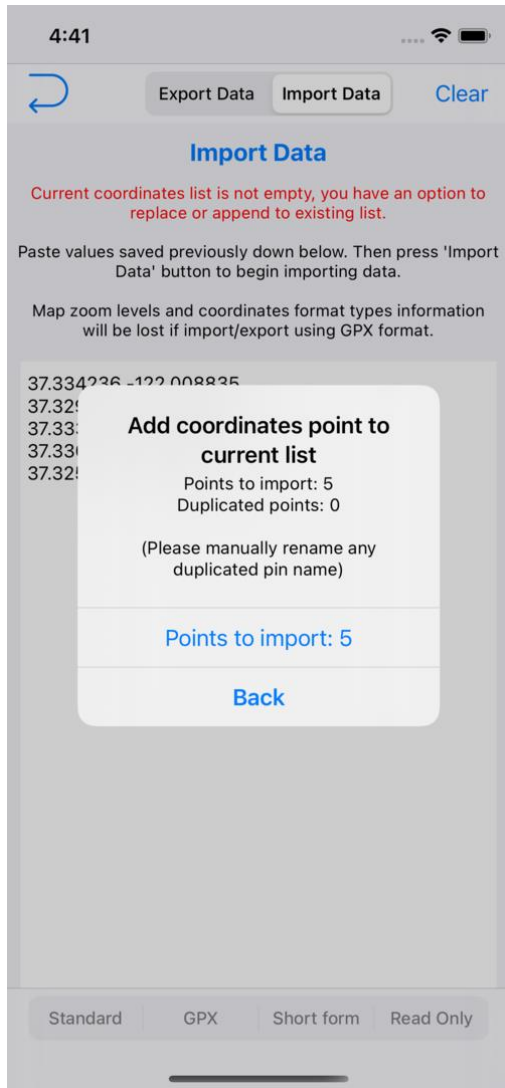 4:41
Export Data Import Data Clear
Import Data
Current coordinates list is not empty, you have an option to
replace or append to existing list.
Paste values saved previously down below. Then press 'Import
Data' button to begin importing data.
Map zoom levels and coordinates format types information
will be lost if import/export using GPX format.
37.334236,-122.008835
Add coordinates point to
current list
Points to import: 5
Duplicated points: 0
(Please manually rename any
duplicated pin name)
Points to import: 5
Back
Standard GPX Short form Read Only